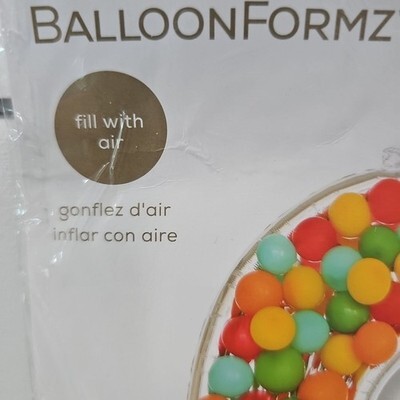 BALLOONFORMZ
fill with
air
gonflez d'air
inflar con aire